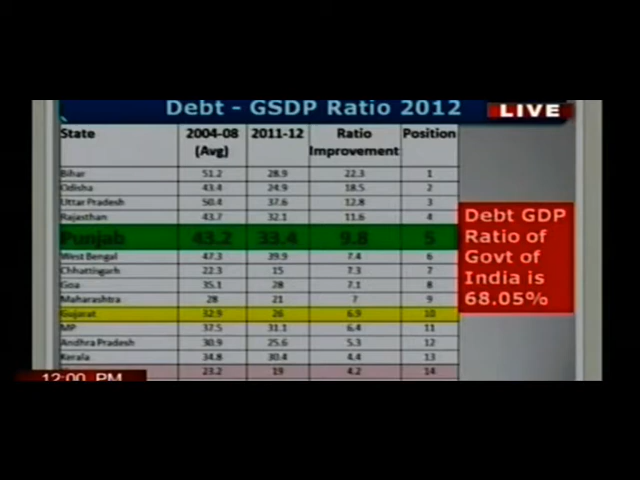 Debt - GSDP Ratio 2012
LIVE
State 2004-08 (Avg) 2011-12 Ratio Improvement Position
Bihar 51.2 28.9 22.3 1
Odisha 43.4 24.9 18.5 2
Uttar Pradesh 50.4 37.6 12.8 3
Rajasthan 43.7 32.1 11.6 4
Punjab 43.2 33.4 9.8 5
West Bengal 47.3 39.9 7.4 6
Chhattisgarh 22.3 15 7.3 7
Goa 35.1 28 7.1 8
Maharashtra 28 21 7 9
Gujarat 32.9 26 6.9 10
MP 37.5 31.1 6.4 11
Andhra Pradesh 30.9 25.6 5.3 12
Kerala 34.8 30.4 4.4 13
23.2 19 4.2 14
Debt GDP
Ratio of
Govt of
India is
68.05%
12:00 PM